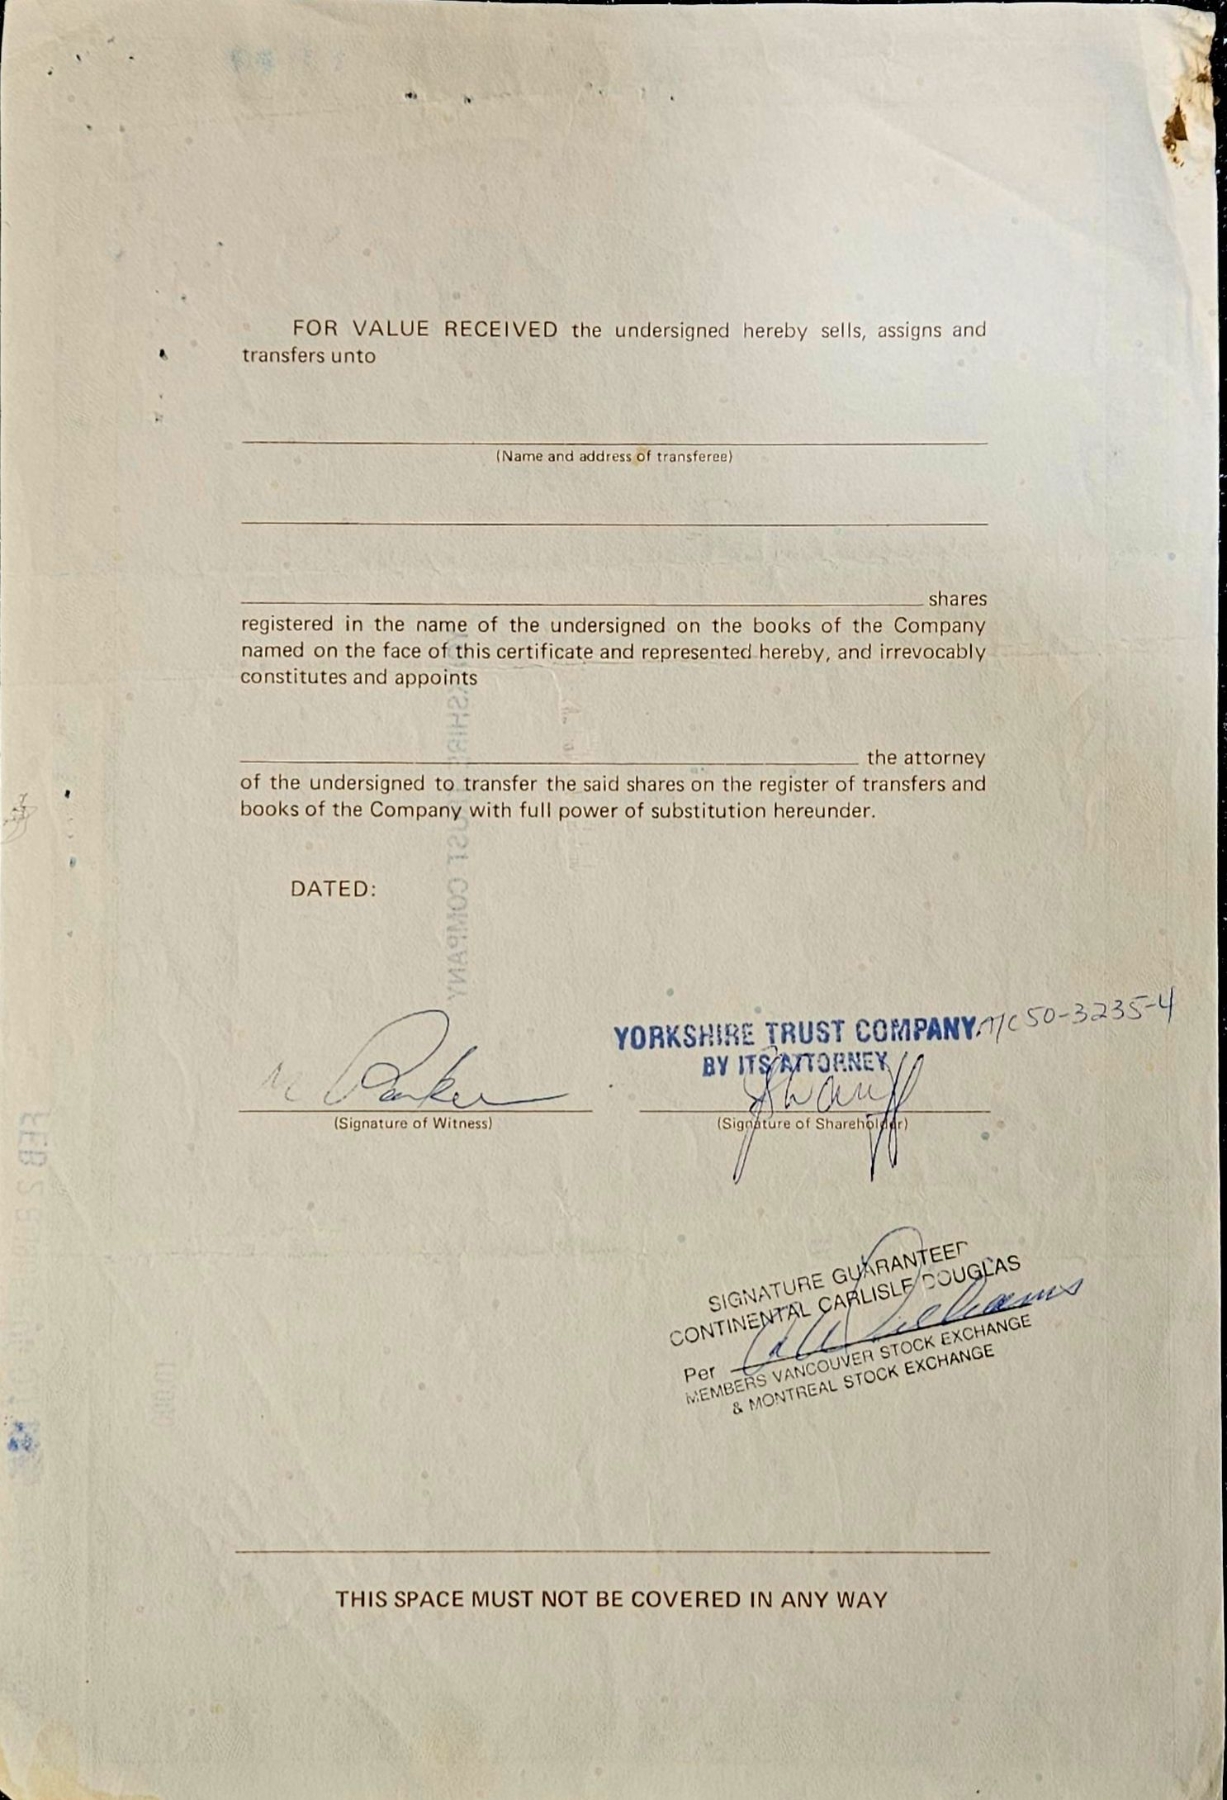 FOR VALUE RECEIVED the undersigned hereby sells, assigns and
transfers unto
(Name and address of transferee)
shares
registered in the name of the undersigned on the books of the Company
named on the face of this certificate and represented hereby, and irrevocably
constitutes and appoints
the attorney
of the undersigned to transfer the said shares on the register of transfers and
books of the Company with full power of substitution hereunder.
DATED:
YORKSHIRE TRUST COMPANY A/C 50-3235-4
BY ITS ATTORNEY
M Parker
(Signature of Witness)
(Signature of Shareholder)
SIGNATURE GUARANTEED
CONTINENTAL CARLISLE DOUGLAS
Per Williams
MEMBERS VANCOUVER STOCK EXCHANGE
& MONTREAL STOCK EXCHANGE
THIS SPACE MUST NOT BE COVERED IN ANY WAY